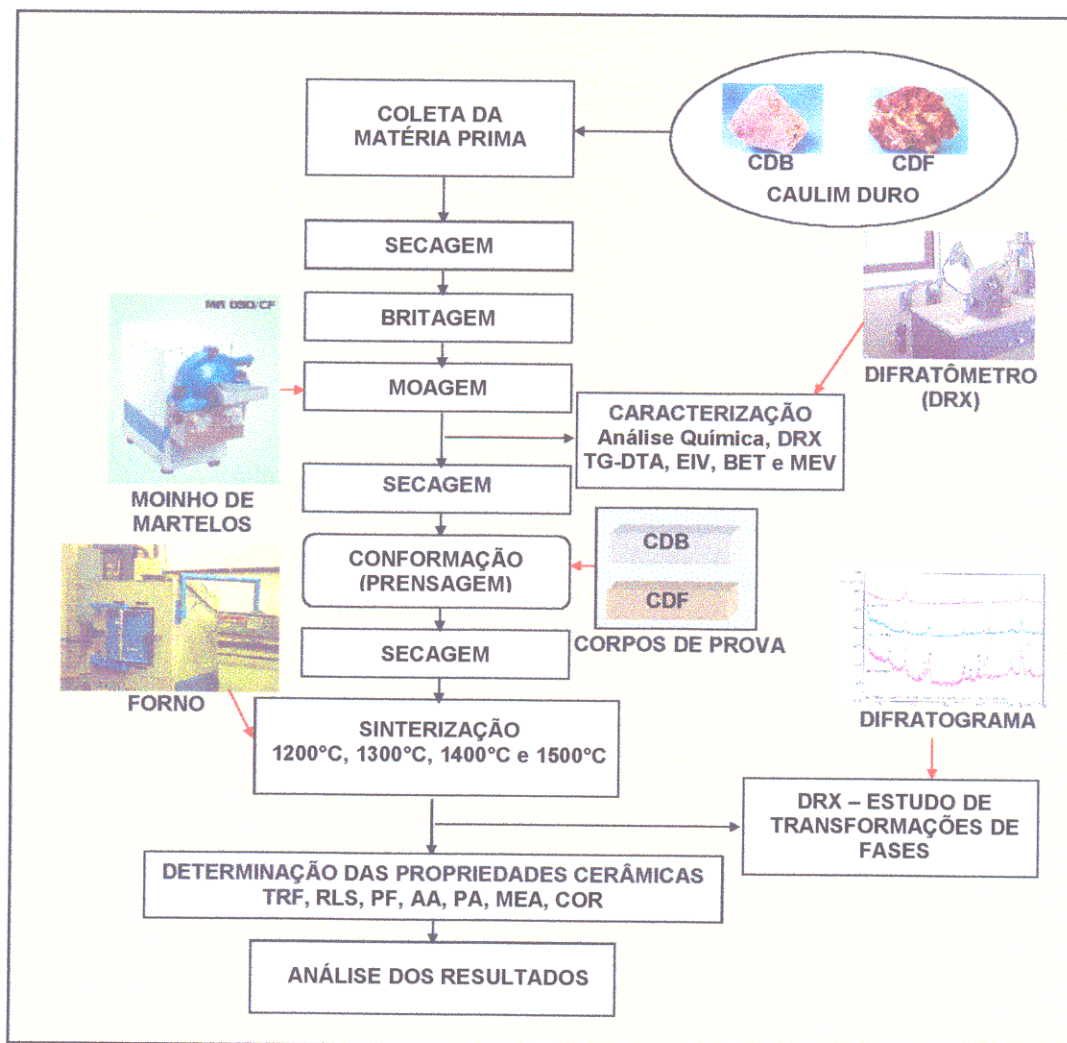 COLETA DA
MATÉRIA PRIMA
CDB
CDF
CAULIM DURO
SECAGEM
BRITAGEM
MOAGEM
MOINHO DE
MARTELOS
DIFRATÔMETRO
(DRX)
CARACTERIZAÇÃO
Análise Química, DRX
TG-DTA, EIV, BET e MEV
SECAGEM
CONFORMAÇÃO
(PRENSAGEM)
CDB
CDF
CORPOS DE PROVA
SECAGEM
FORNO
SINTERIZAÇÃO
1200°C, 1300°C, 1400°C e 1500°C
DIFRATOGRAMA
DRX – ESTUDO DE
TRANSFORMAÇÕES DE
FASES
DETERMINAÇÃO DAS PROPRIEDADES CERÂMICAS
TRF, RLS, PF, AA, PA, MEA, COR
ANÁLISE DOS RESULTADOS